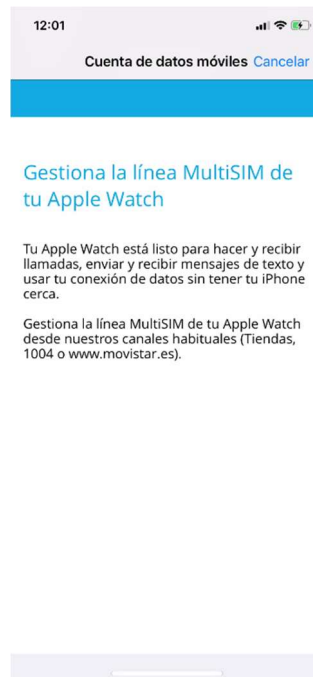 12:01
Cuenta de datos móviles Cancelar
Gestiona la línea MultiSIM de
tu Apple Watch
Tu Apple Watch está listo para hacer y recibir
llamadas, enviar y recibir mensajes de texto y
usar tu conexión de datos sin tener tu iPhone
cerca.
Gestiona la línea MultiSIM de tu Apple Watch
desde nuestros canales habituales (Tiendas,
1004 o www.movistar.es).